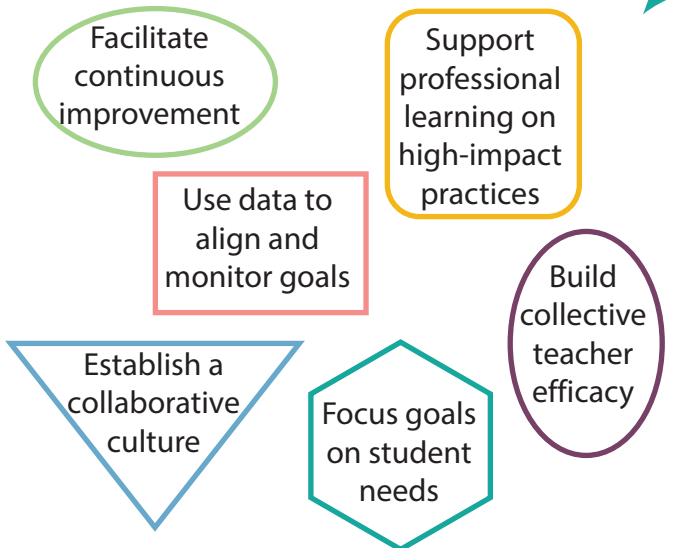 Facilitate
continuous
improvement
Support
professional
learning on
high-impact
practices
Use data to
align and
monitor goals
Build
collective
teacher
efficacy
Establish a
collaborative
culture
Focus goals
on student
needs